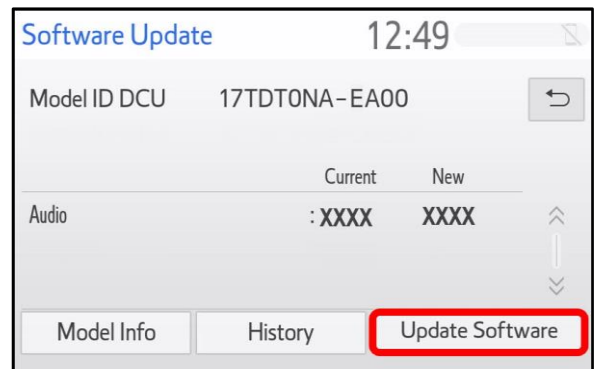 Software Update 12:49
Model ID DCU 17TDT0NA-EA00
Current New
Audio : XXXX XXXX
Model Info History Update Software